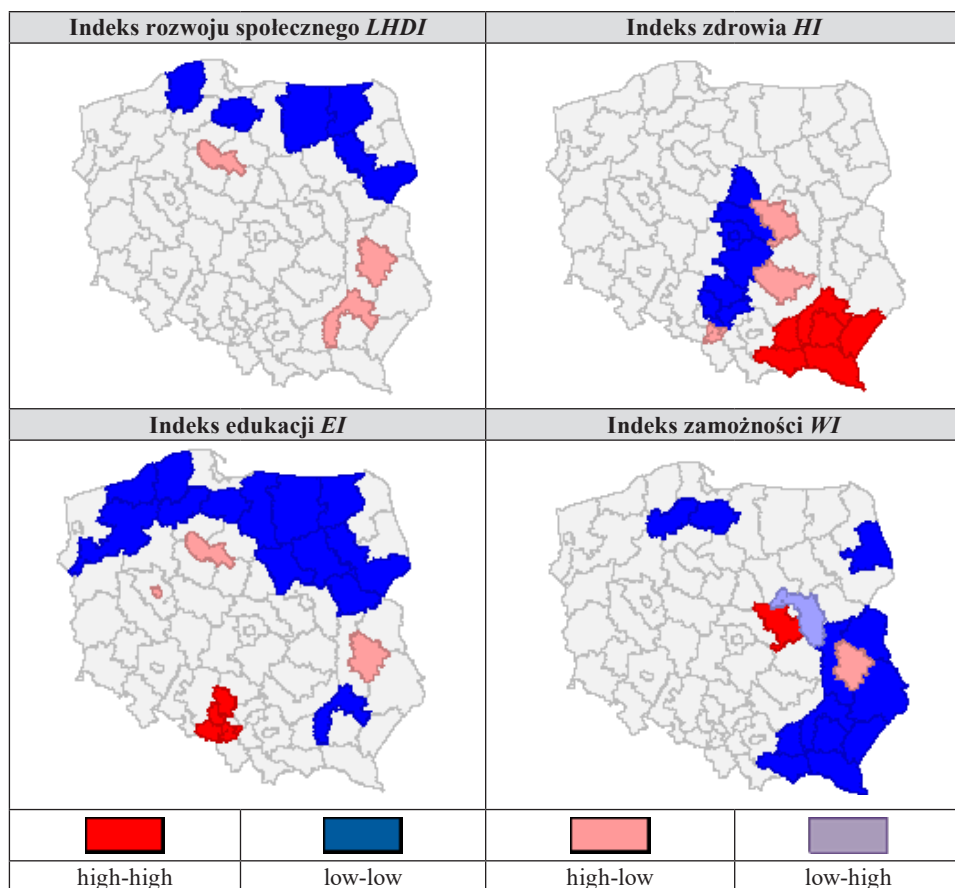 Indeks rozwoju społecznego LHDI
Indeks zdrowia HI
Indeks edukacji EI
Indeks zamożności WI
high-high
low-low
high-low
low-high